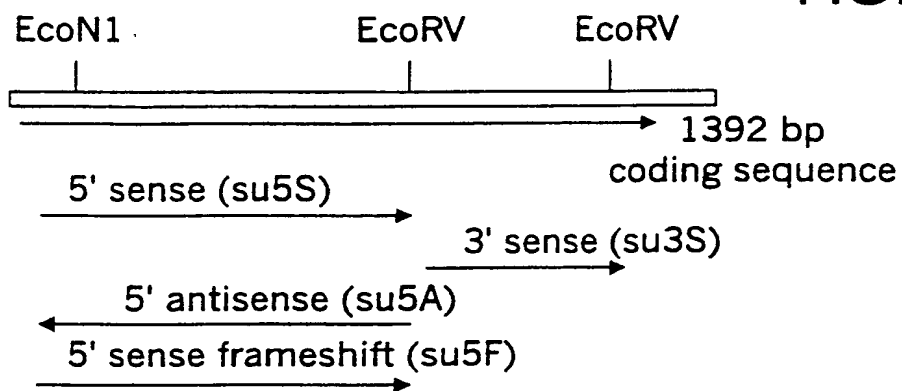 EcoN1 EcoRV EcoRV
1392 bp
coding sequence
5' sense (su5S)
3' sense (su3S)
5' antisense (su5A)
5' sense frameshift (su5F)